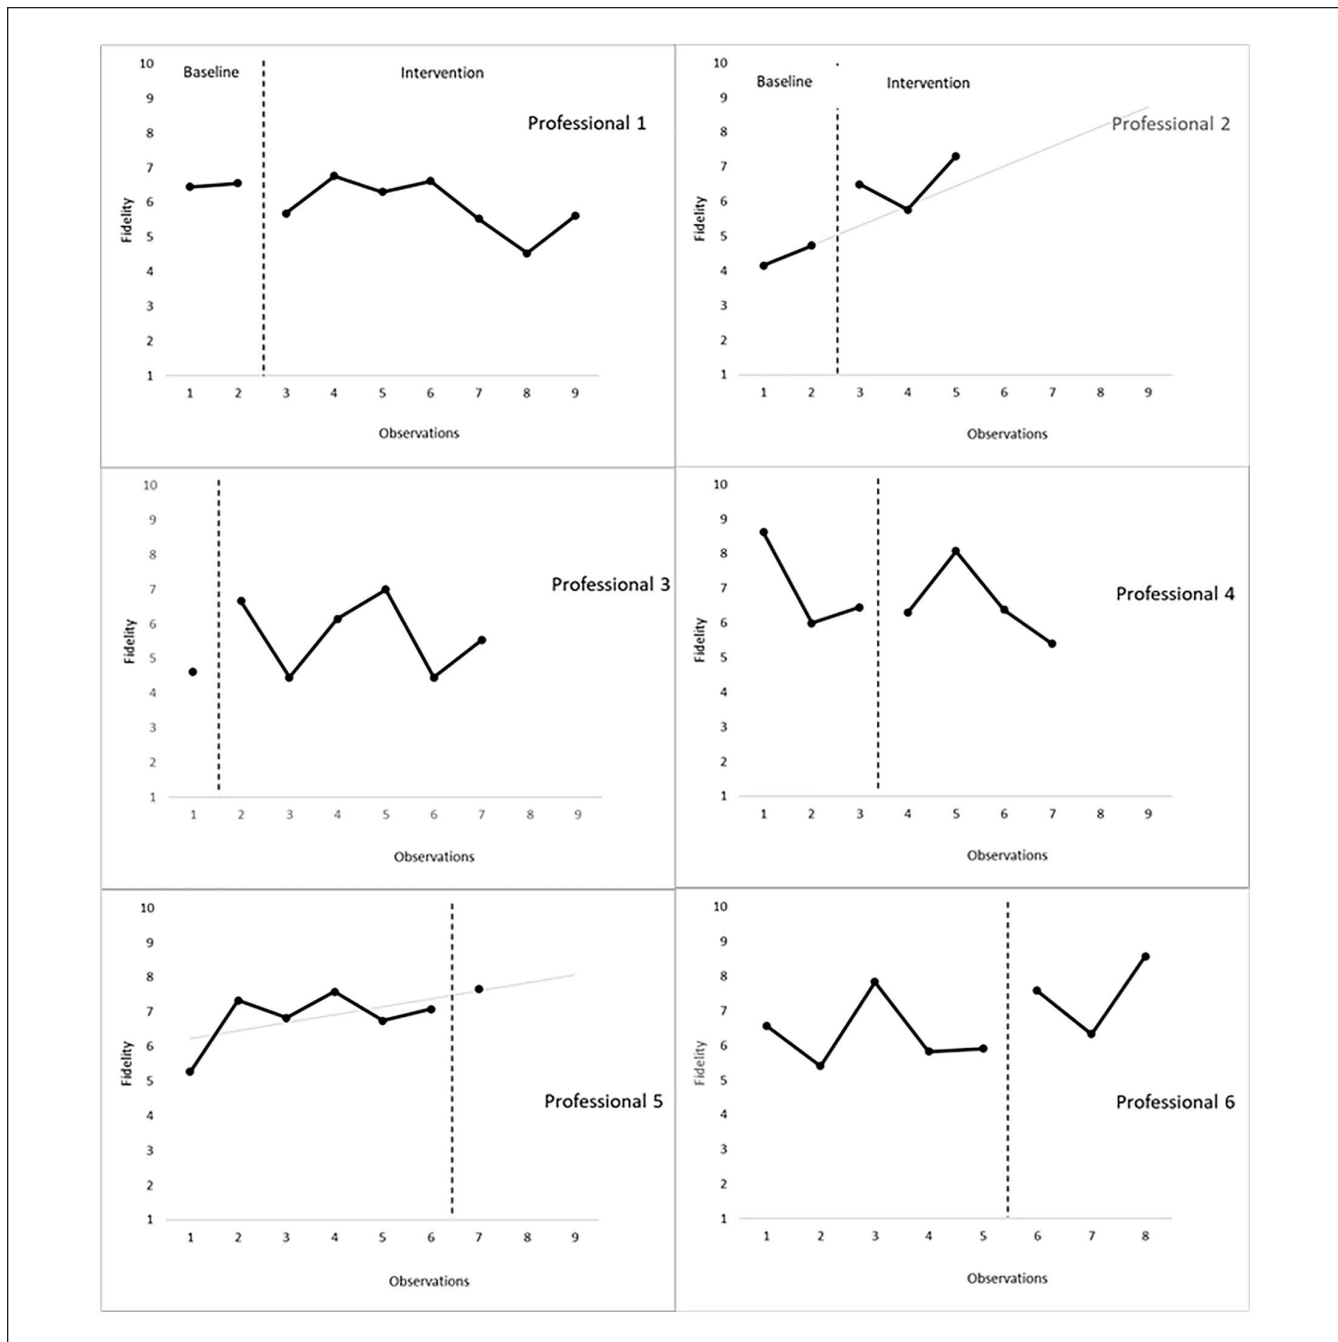 10
Baseline
Intervention
9
Professional 1
8
7
6
Fidelity
5
4
3
2
1
1 2 3 4 5 6 7 8 9
Observations
10
Baseline
Intervention
9
Professional 2
8
7
6
Fidelity
5
4
3
2
1
1 2 3 4 5 6 7 8 9
Observations
10
9
8
Professional 3
7
6
Fidelity
5
4
3
2
1
1 2 3 4 5 6 7 8 9
Observations
10
9
8
7
Professional 4
6
Fidelity
5
4
3
2
1
1 2 3 4 5 6 7 8 9
Observations
10
9
8
7
6
Fidelity
5
Professional 5
4
3
2
1
1 2 3 4 5 6 7 8 9
Observations
10
9
8
7
6
Fidelity
5
Professional 6
4
3
2
1
1 2 3 4 5 6 7 8
Observations